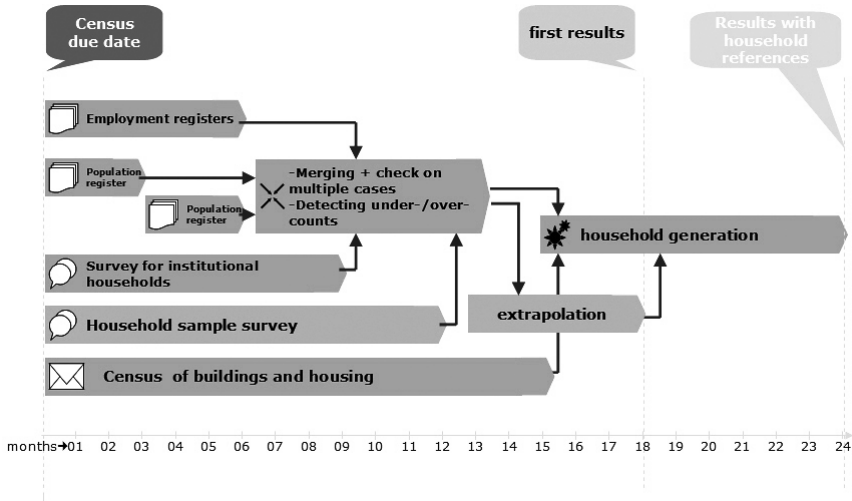 Census
due date
first results
Results with
household
references
Employment registers
Population
register
Population
register
-Merging + check on
multiple cases
-Detecting under-/over-
counts
household generation
Survey for institutional
households
Household sample survey
extrapolation
Census of buildings and housing
months 01 02 03 04 05 06 07 08 09 10 11 12 13 14 15 16 17 18 19 20 21 22 23 24